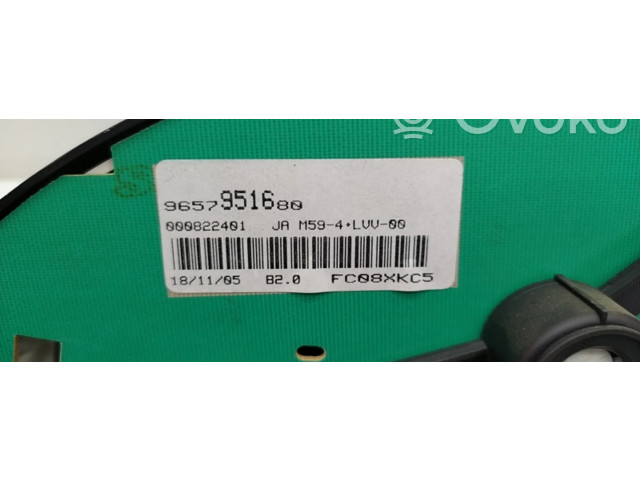 OVOKO
9657951680
000822401 JA M59-4+LVV-00
18/11/05 B2.0 FC08XKC5